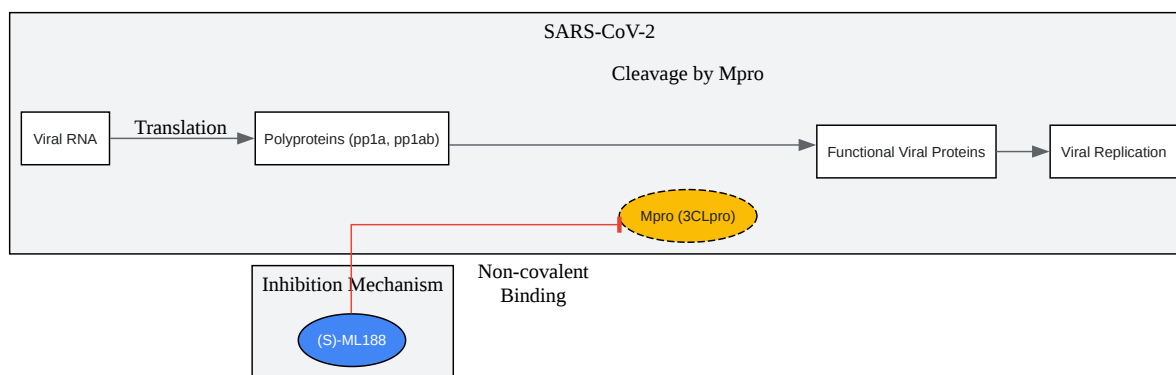 SARS-CoV-2
Cleavage by Mpro
Viral RNA
Translation
Polyproteins (pp1a, pp1ab)
Functional Viral Proteins
Viral Replication
Mpro (3CLpro)
Non-covalent
Binding
Inhibition Mechanism
(S)-ML188